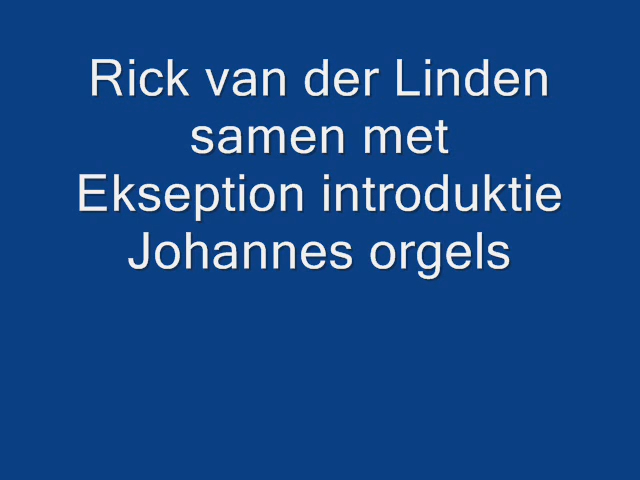 Rick van der Linden
samen met
Ekseption introduktie
Johannes orgels